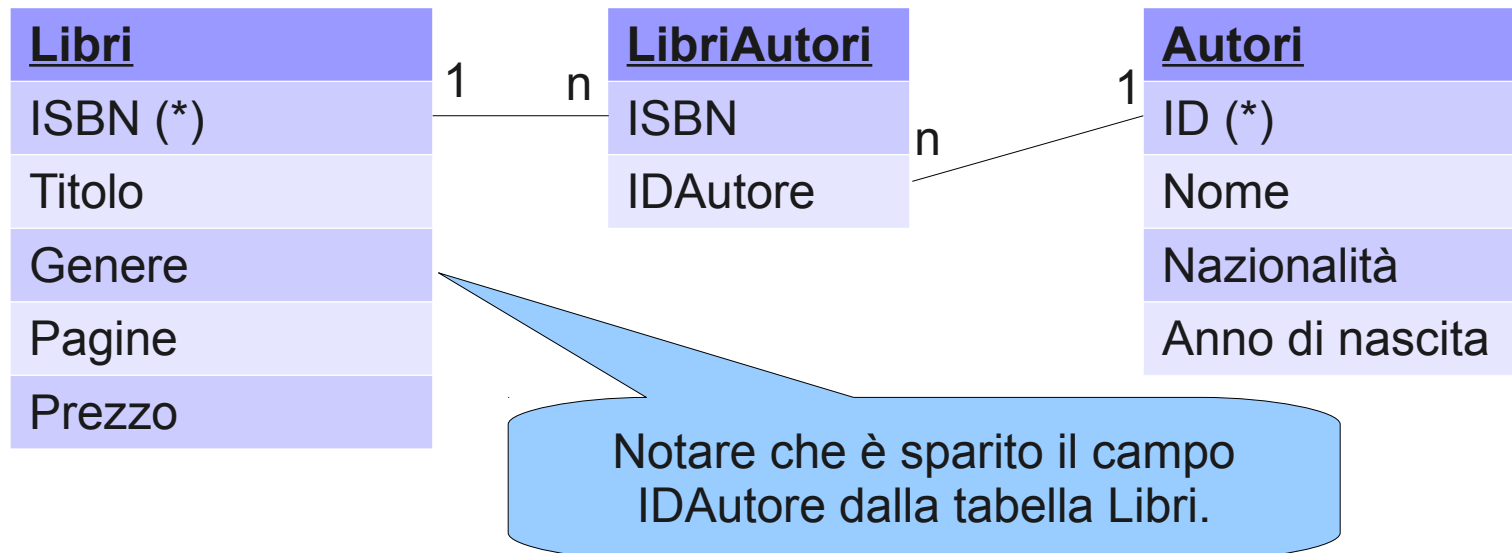 Libri
ISBN (*)
Titolo
Genere
Pagine
Prezzo
1
n
LibriAutori
ISBN
IDAutore
n
1
Autori
ID (*)
Nome
Nazionalità
Anno di nascita
Notare che è sparito il campo
IDAutore dalla tabella Libri.